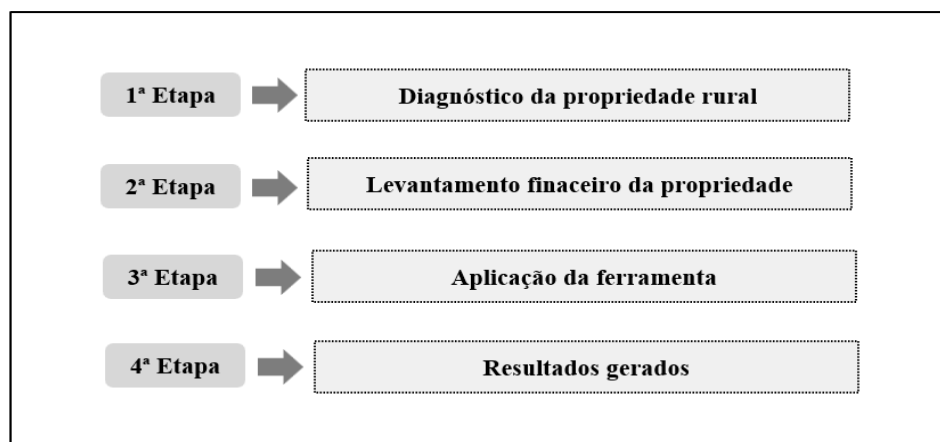 1ª Etapa
Diagnóstico da propriedade rural
2ª Etapa
Levantamento finaceiro da propriedade
3ª Etapa
Aplicação da ferramenta
4ª Etapa
Resultados gerados